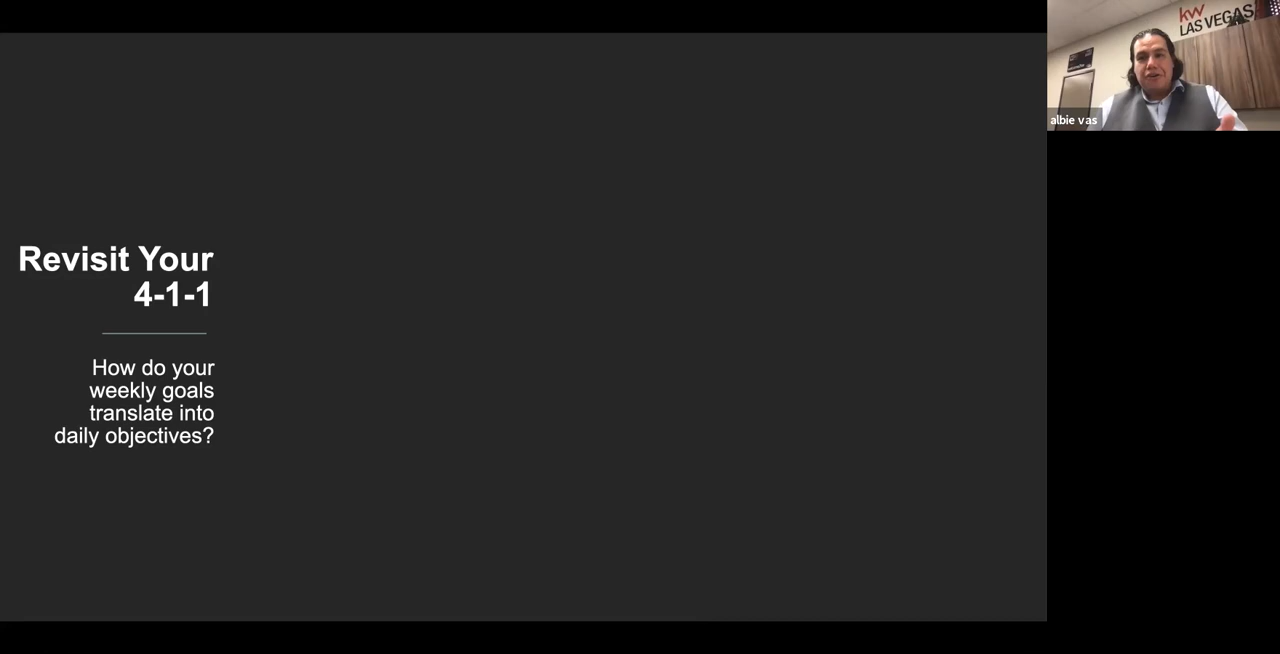 Revisit Your
4-1-1
How do your
weekly goals
translate into
daily objectives?
kw
LAS VEGAS
albie vas